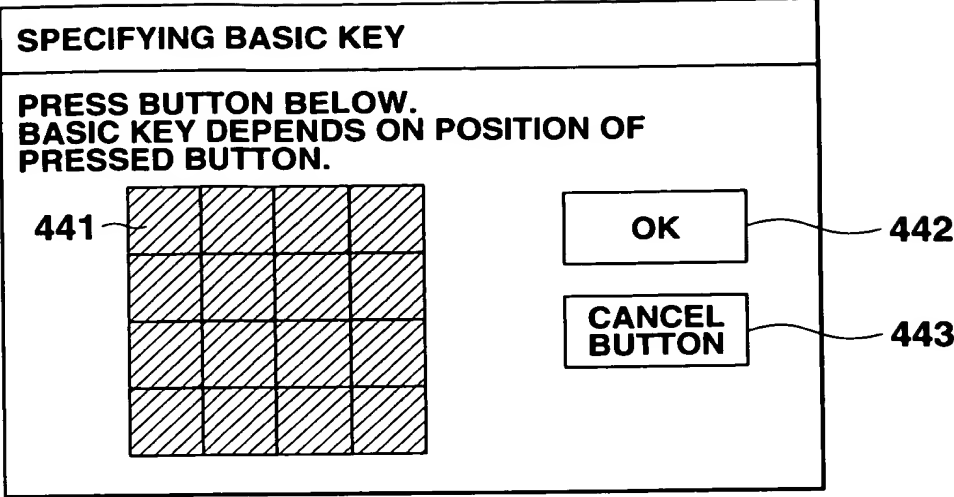 SPECIFYING BASIC KEY
PRESS BUTTON BELOW.
BASIC KEY DEPENDS ON POSITION OF
PRESSED BUTTON.
441
OK
442
CANCEL
BUTTON
443